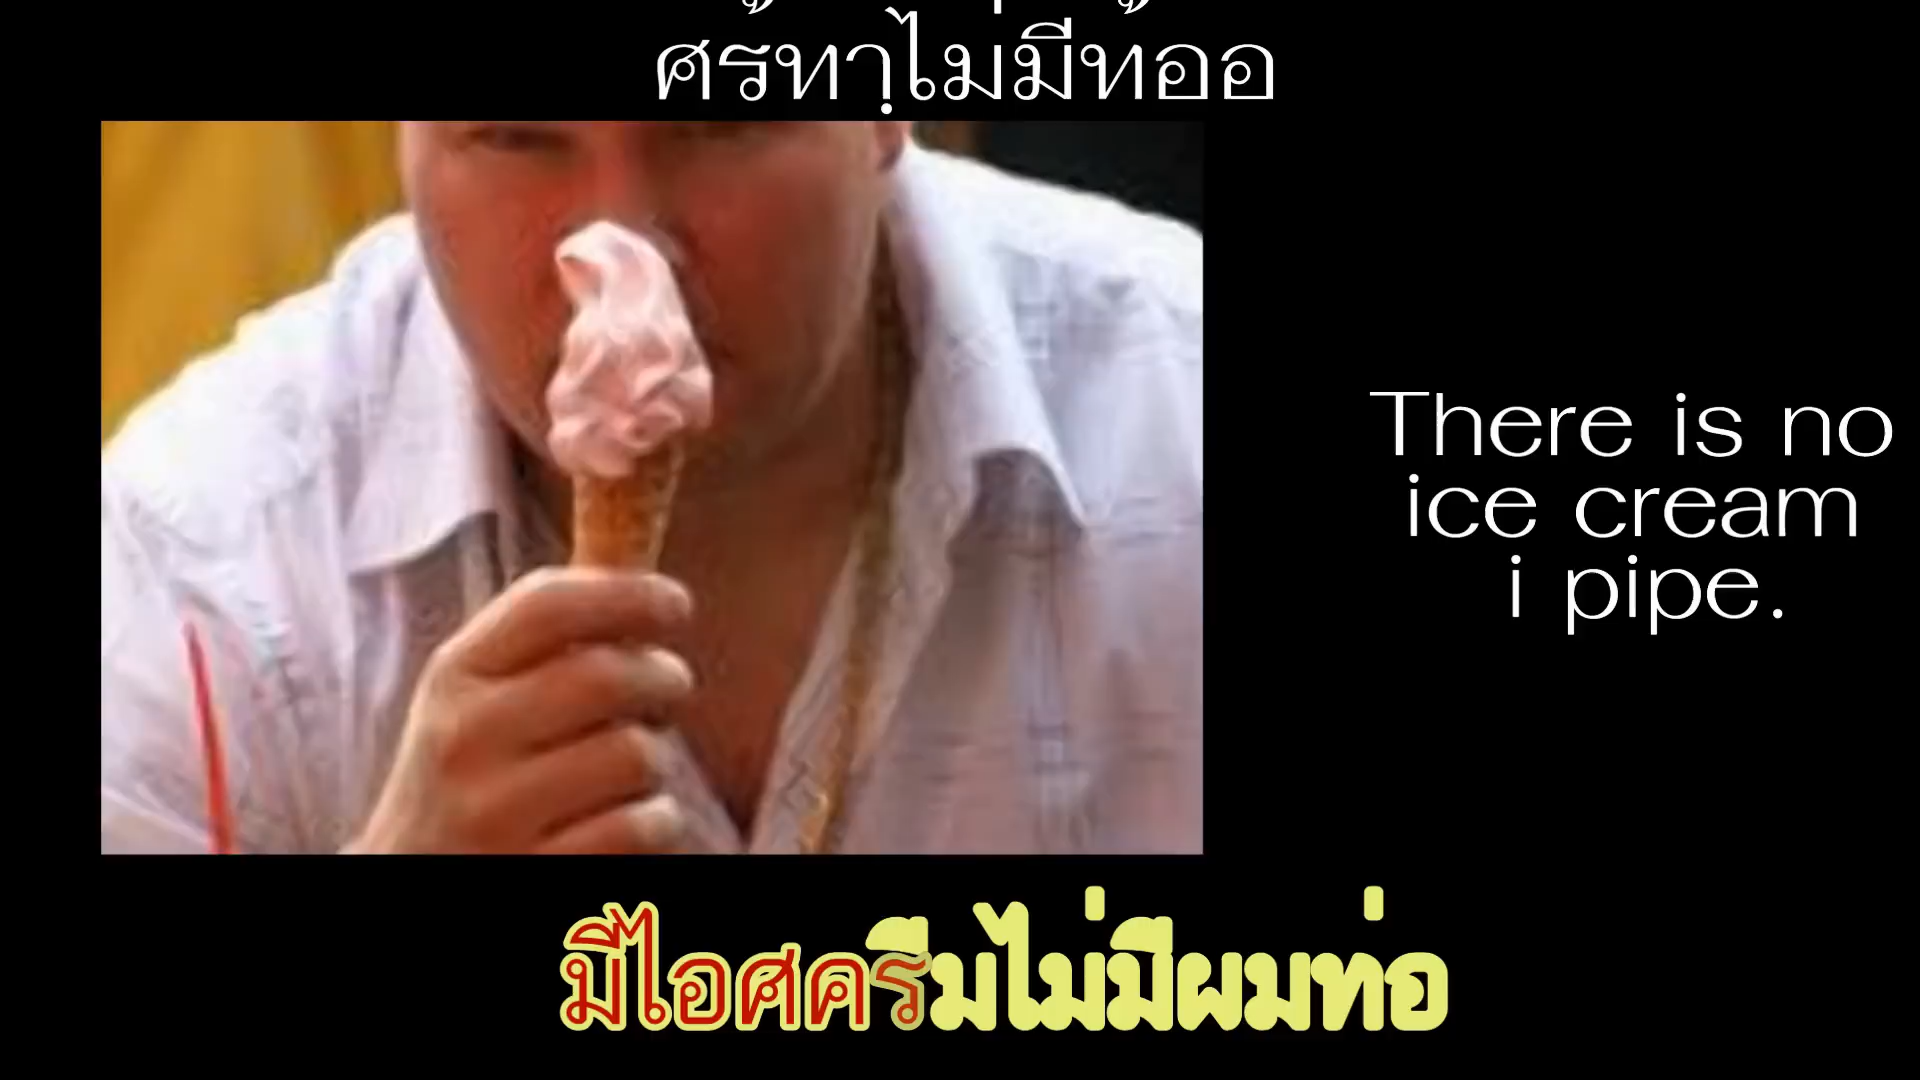 ศร้ทาฺไม่มีท้ออ
There is no
ice cream
i pipe.
มีไอศครีมไม่มีผมท่อ